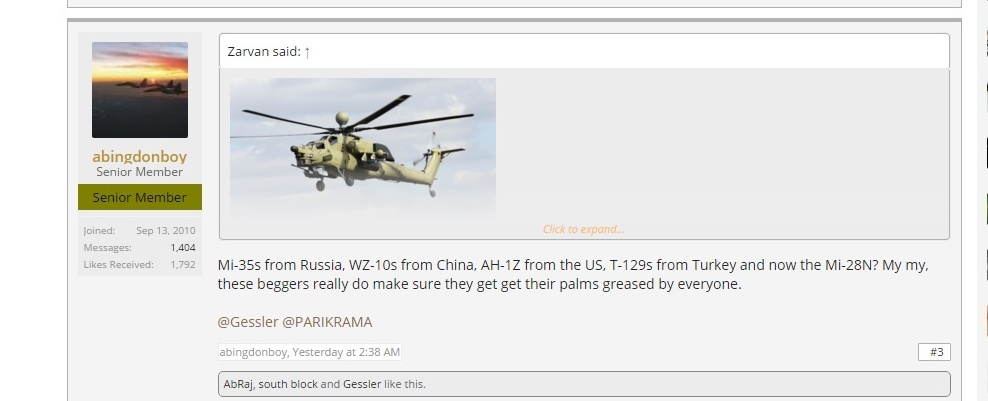 Zarvan said: ↑
Click to expand...
abingdonboy
Senior Member
Senior Member
Joined: Sep 13, 2010
Messages: 1,404
Likes Received: 1,792
Mi-35s from Russia, WZ-10s from China, AH-1Z from the US, T-129s from Turkey and now the Mi-28N? My my,
these beggers really do make sure they get get their palms greased by everyone.
@Gessler @PARIKRAMA
abingdonboy, Yesterday at 2:38 AM
#3
AbRaj, south block and Gessler like this.